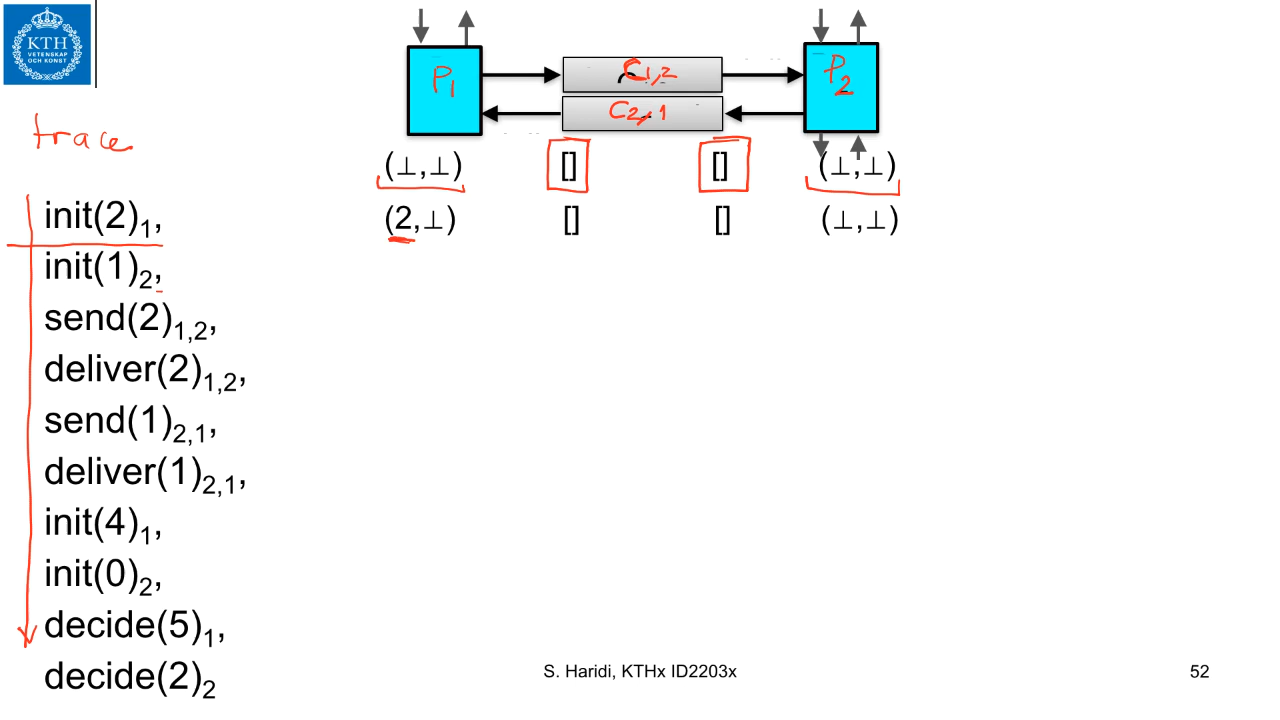 KTH
VETENSKAP
OCH KONST
P1
C1,2
P2
C2,1
trace
(⊥,⊥) [] [] (⊥,⊥)
init(2)1, (2,⊥) [] [] (⊥,⊥)
init(1)2,
send(2)1,2,
deliver(2)1,2,
send(1)2,1,
deliver(1)2,1,
init(4)1,
init(0)2,
decide(5)1,
decide(2)2
S. Haridi, KTHx ID2203x 52